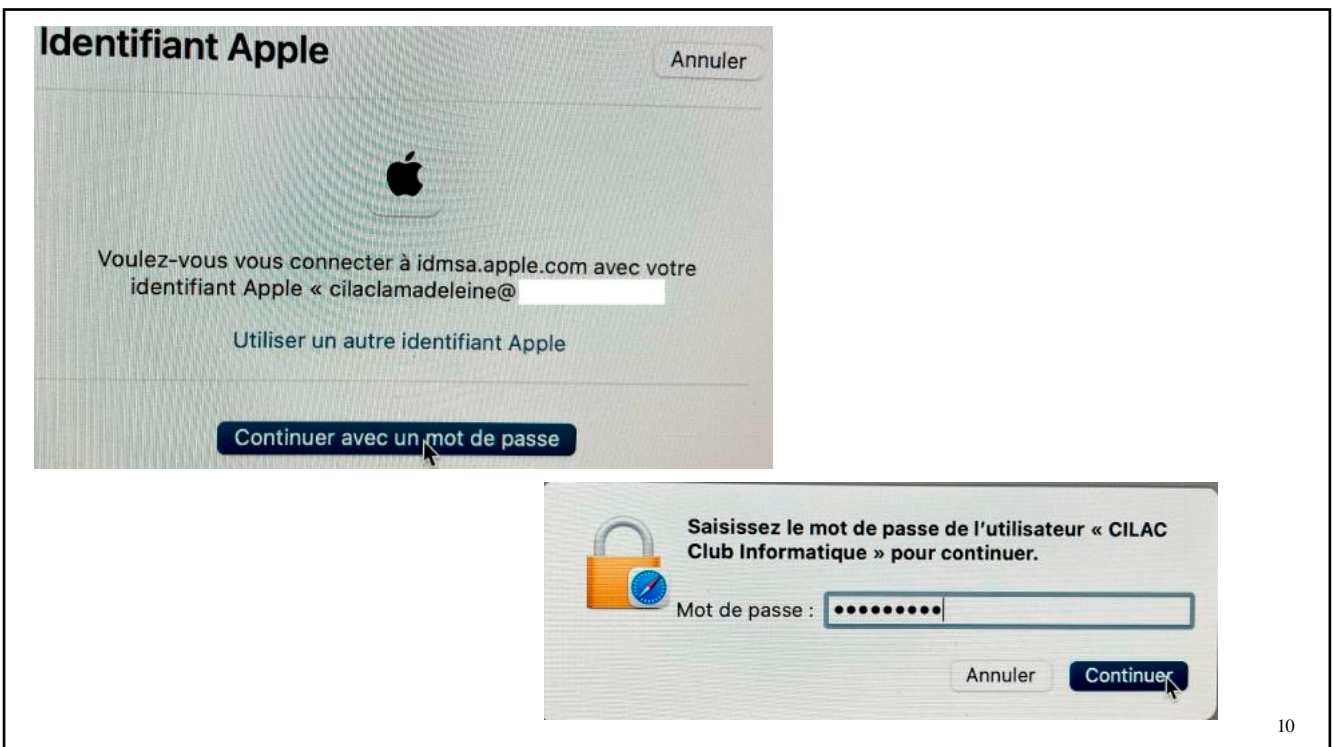 Identifiant Apple
Annuler
Voulez-vous vous connecter à idmsa.apple.com avec votre
identifiant Apple « cilaclamadeleine@
Utiliser un autre identifiant Apple
Continuer avec un mot de passe
Saisissez le mot de passe de l'utilisateur « CILAC
Club Informatique » pour continuer.
Mot de passe : •••••••••
Annuler
Continuer
10